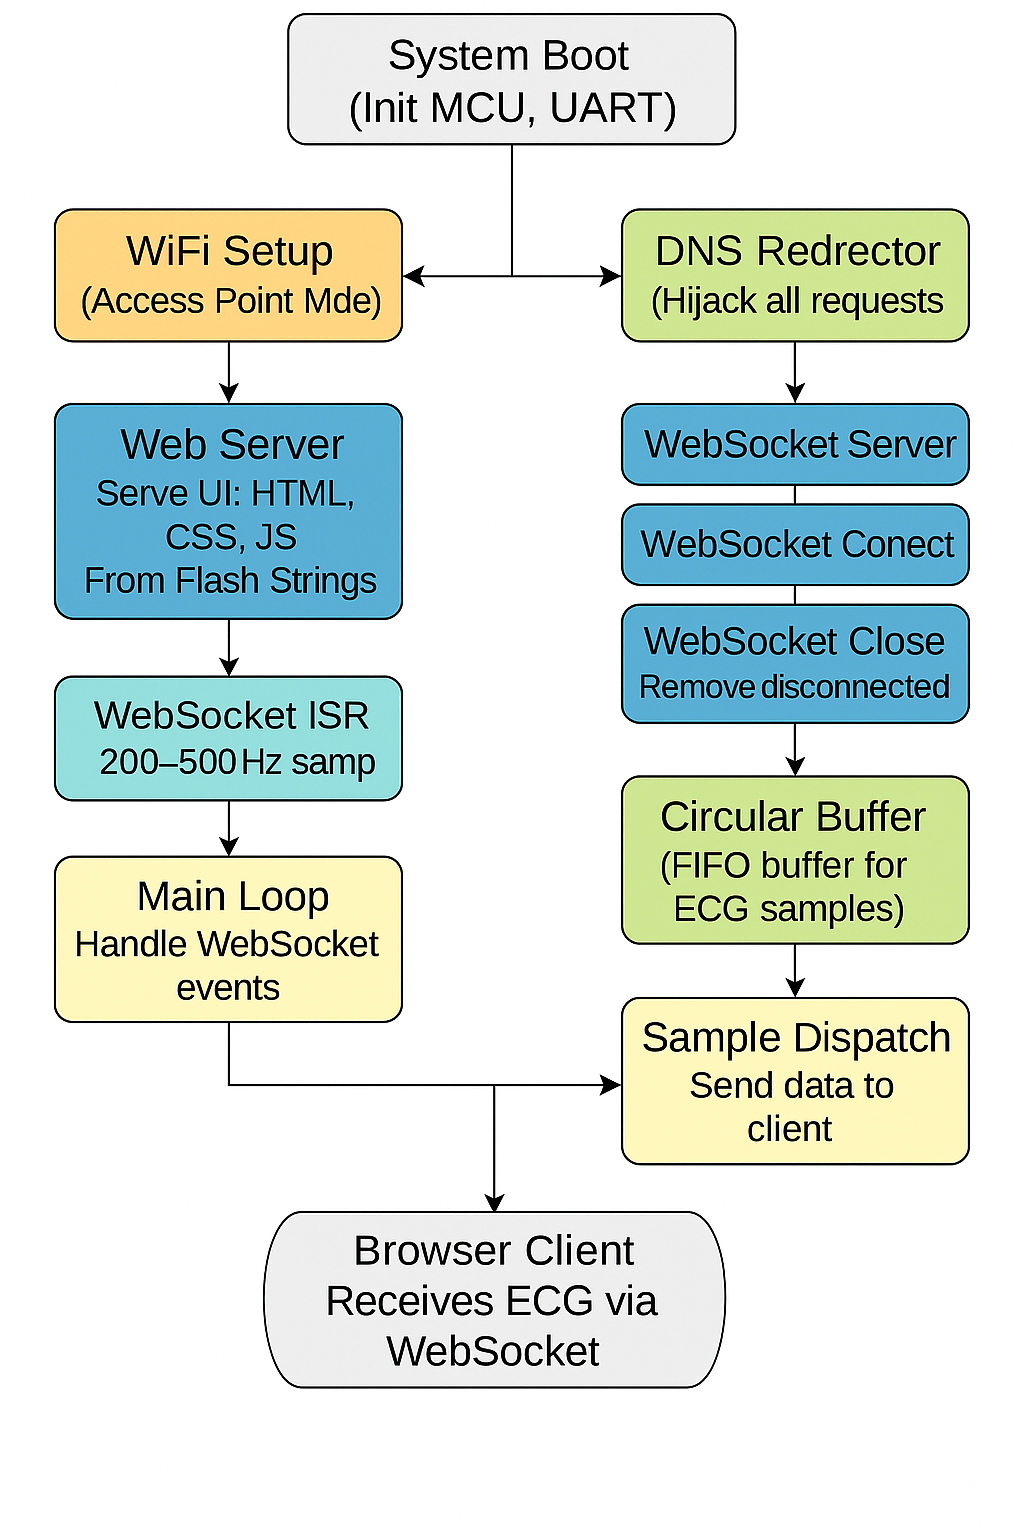 System Boot
(Init MCU, UART)
WiFi Setup
(Access Point Mde)
DNS Redrector
(Hijack all requests
Web Server
Serve UI: HTML,
CSS, JS
From Flash Strings
WebSocket Server
WebSocket Conect
WebSocket Close
Remove disconnected
WebSocket ISR
200–500 Hz samp
Circular Buffer
(FIFO buffer for
ECG samples)
Main Loop
Handle WebSocket
events
Sample Dispatch
Send data to
client
Browser Client
Receives ECG via
WebSocket